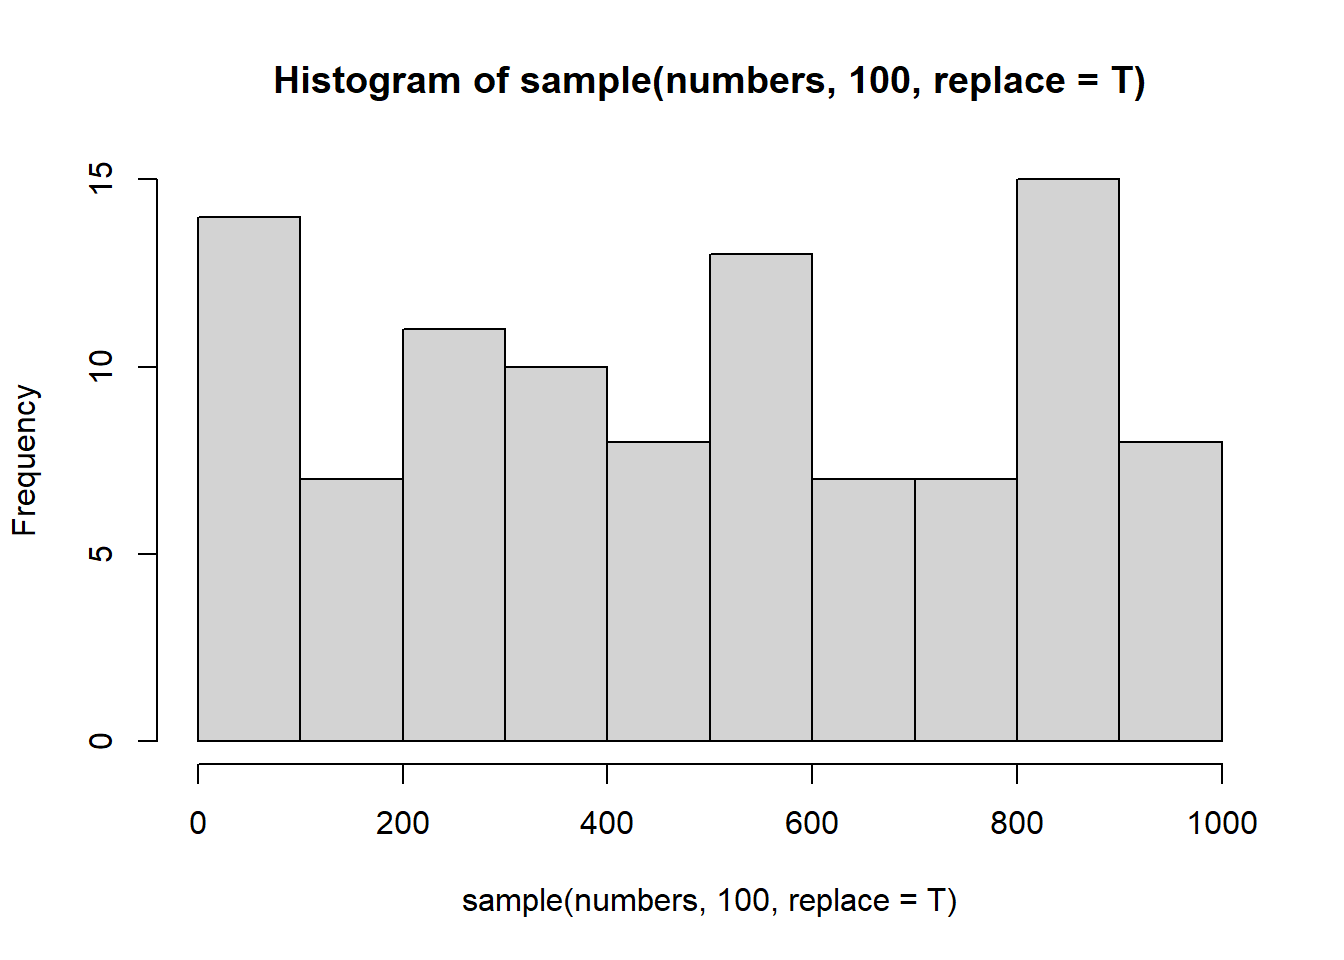 Histogram of sample(numbers, 100, replace = T)
Frequency
15
10
5
0
0 200 400 600 800 1000
sample(numbers, 100, replace = T)